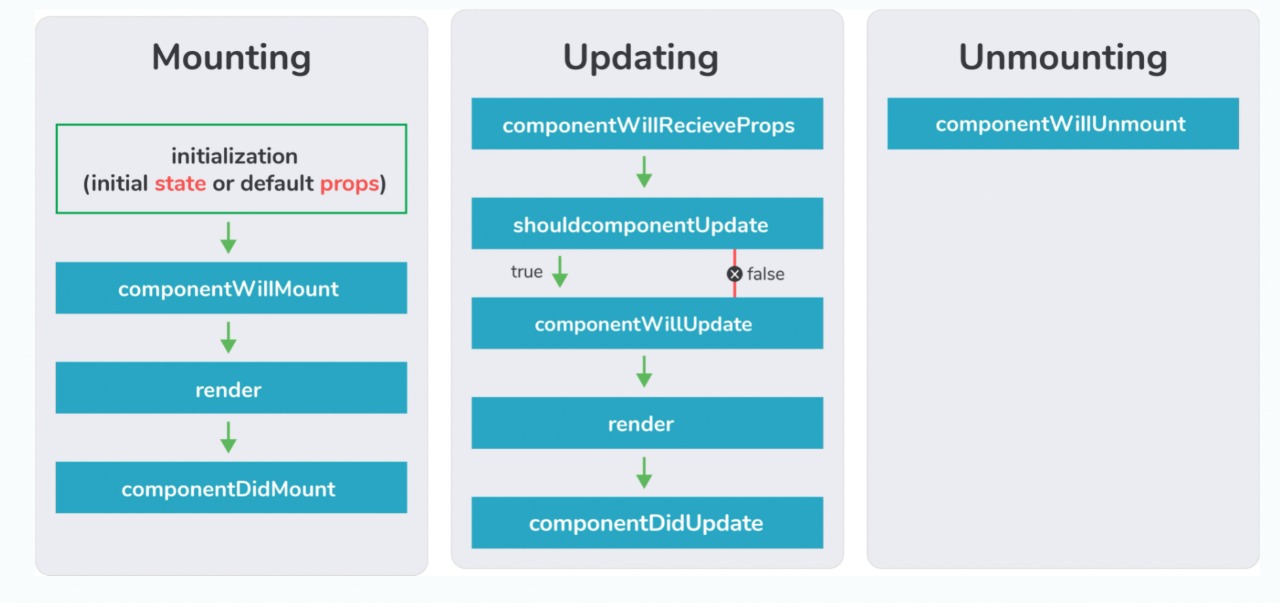 Mounting
initialization
(initial state or default props)
componentWillMount
render
componentDidMount
Updating
componentWillRecieveProps
shouldcomponentUpdate
true
false
componentWillUpdate
render
componentDidUpdate
Unmounting
componentWillUnmount